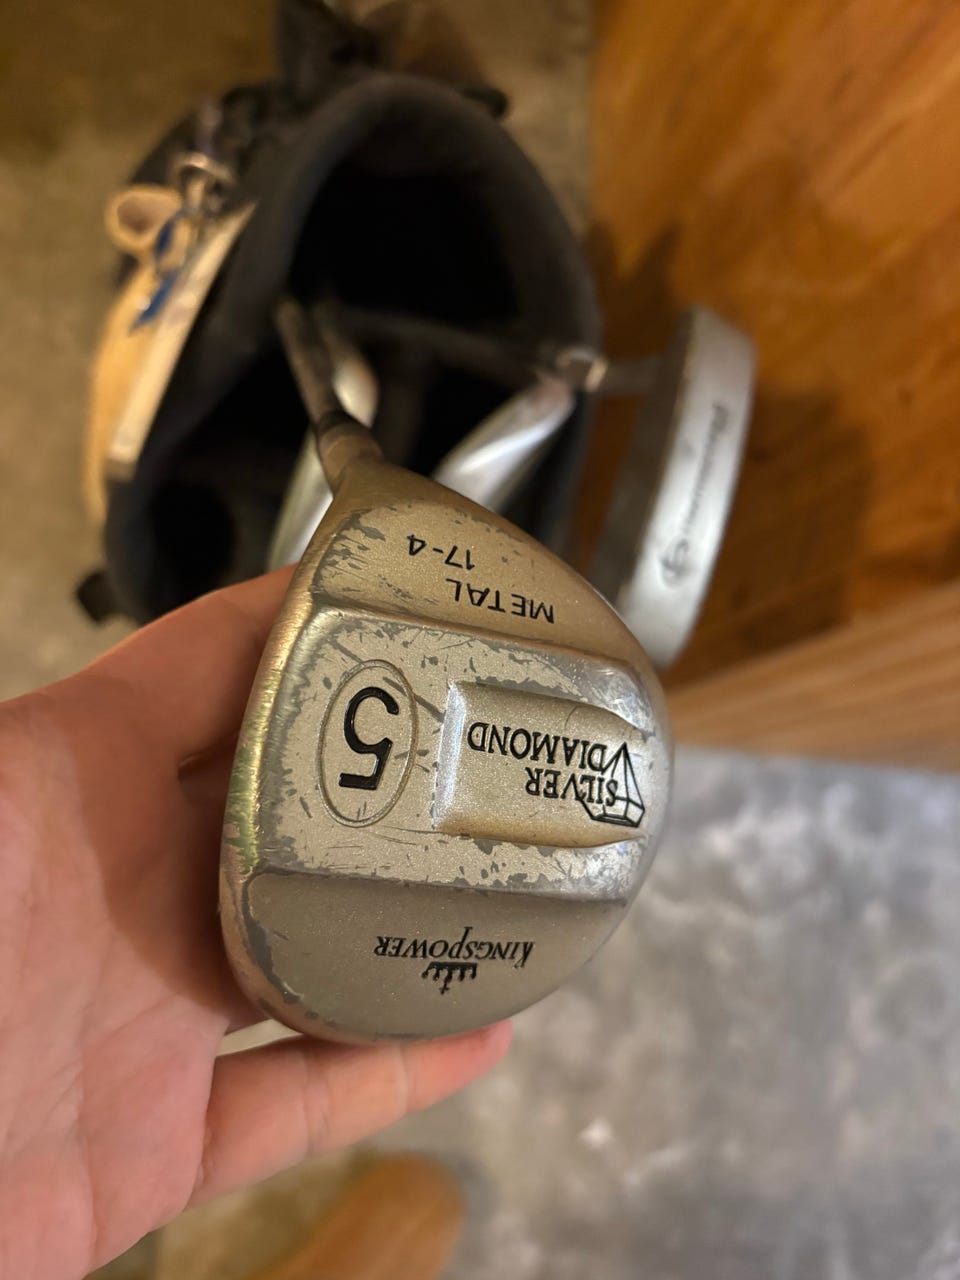 KINGSPOWER
SILVER
DIAMOND
5
METAL
17-4